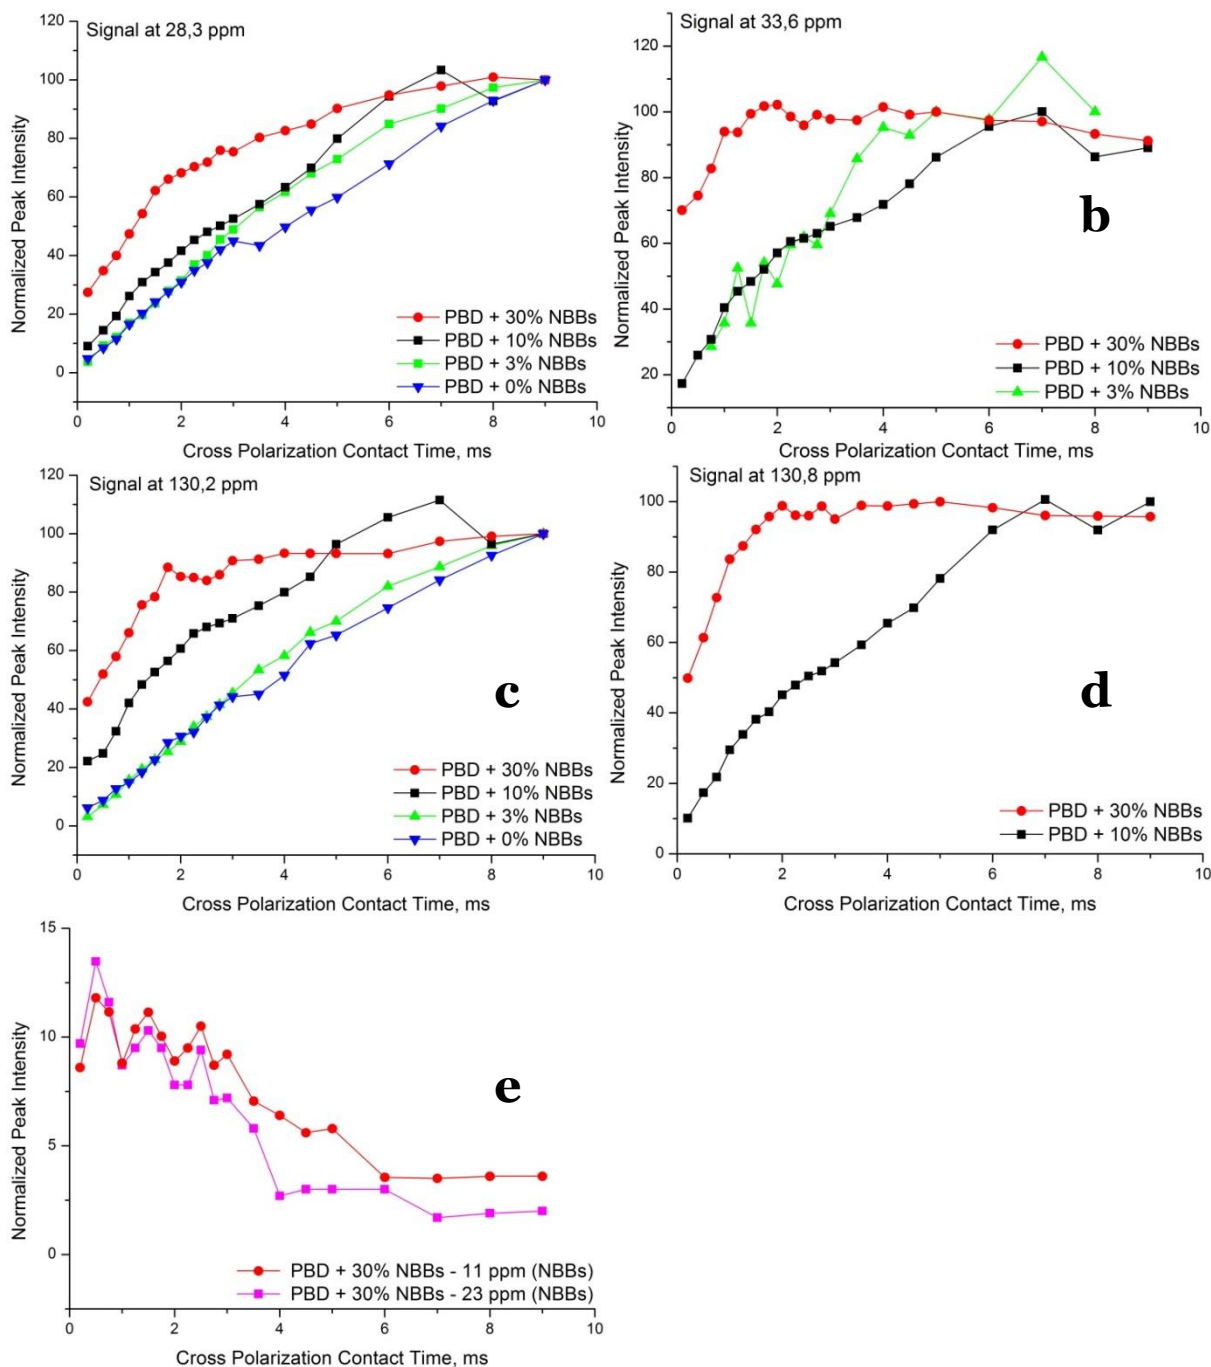 Signal at 28,3 ppm
120
100
80
60
40
20
0
Normalized Peak Intensity
PBD + 30% NBBs
PBD + 10% NBBs
PBD + 3% NBBs
PBD + 0% NBBs
0 2 4 6 8 10
Cross Polarization Contact Time, ms
Signal at 33,6 ppm
120
100
80
60
40
20
Normalized Peak Intensity
b
PBD + 30% NBBs
PBD + 10% NBBs
PBD + 3% NBBs
0 2 4 6 8 10
Cross Polarization Contact Time, ms
Signal at 130,2 ppm
120
100
80
60
40
20
0
Normalized Peak Intensity
c
PBD + 30% NBBs
PBD + 10% NBBs
PBD + 3% NBBs
PBD + 0% NBBs
0 2 4 6 8 10
Cross Polarization Contact Time, ms
Signal at 130,8 ppm
100
80
60
40
20
0
Normalized Peak Intensity
d
PBD + 30% NBBs
PBD + 10% NBBs
0 2 4 6 8 10
Cross Polarization Contact Time, ms
15
10
5
0
Normalized Peak Intensity
e
PBD + 30% NBBs - 11 ppm (NBBs)
PBD + 30% NBBs - 23 ppm (NBBs)
0 2 4 6 8 10
Cross Polarization Contact Time, ms